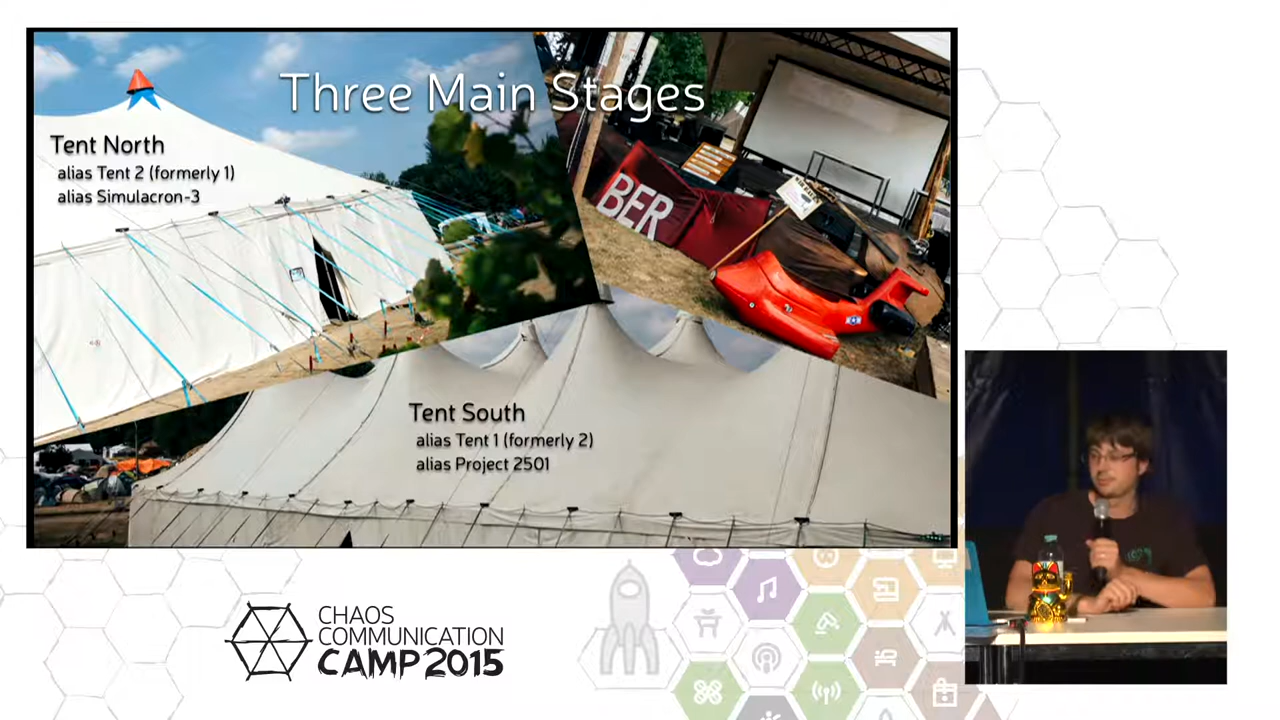 Three Main Stages
Tent North
alias Tent 2 (formerly 1)
alias Simulacron-3
BER
Tent South
alias Tent 1 (formerly 2)
alias Project 2501
CHAOS
COMMUNICATION
CAMP 2015